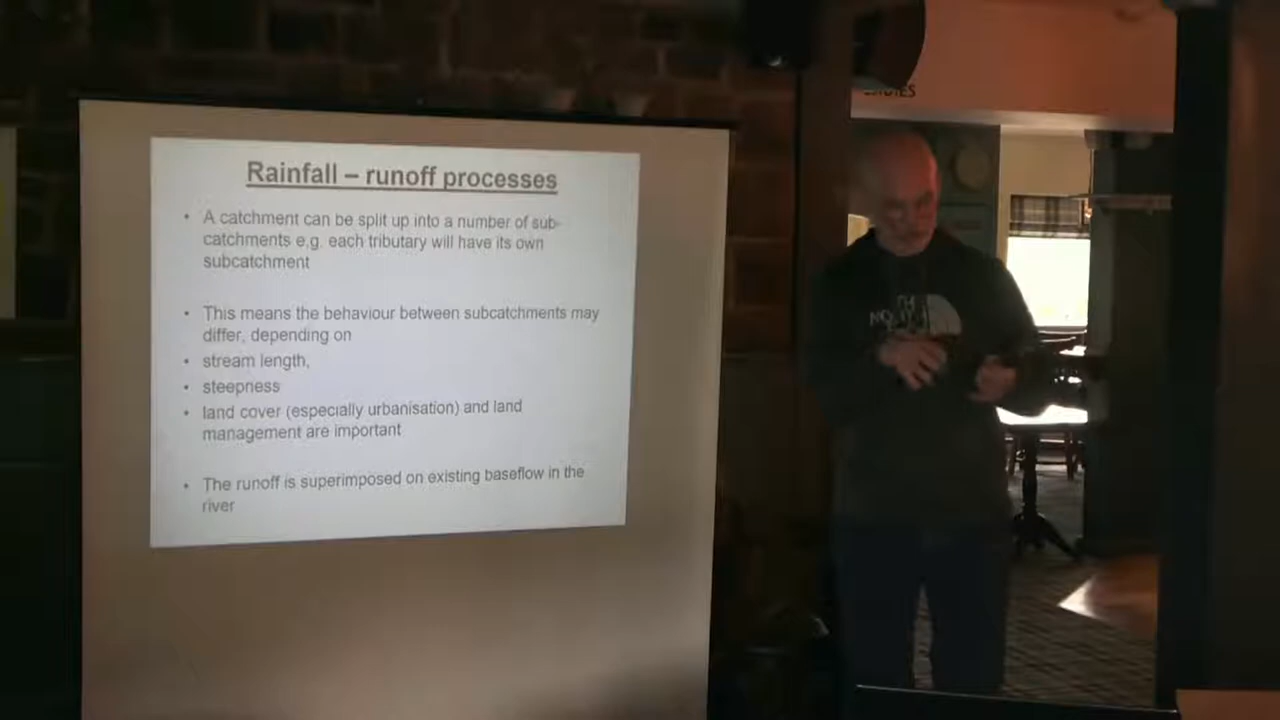 Rainfall – runoff processes
• A catchment can be split up into a number of sub-
catchments e.g. each tributary will have its own
subcatchment
• This means the behaviour between subcatchments may
differ, depending on
• stream length,
• steepness
• land cover (especially urbanisation) and land
management are important
• The runoff is superimposed on existing baseflow in the
river
LADIES